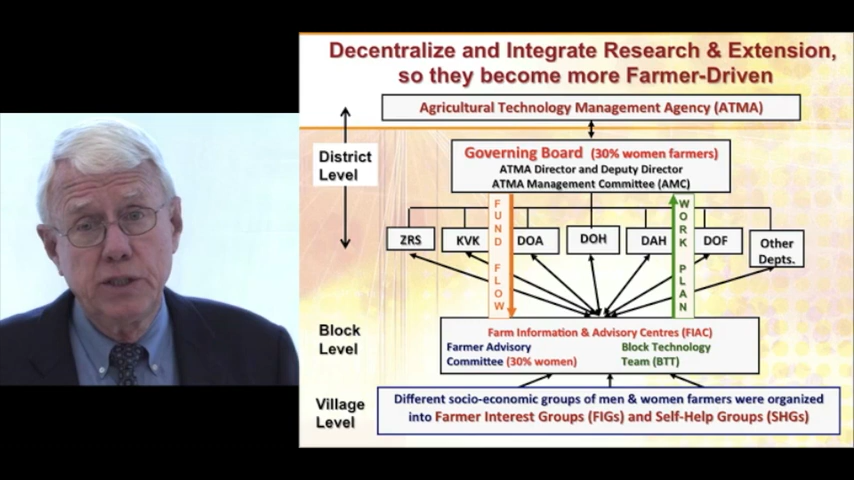 Decentralize and Integrate Research & Extension,
so they become more Farmer-Driven
Agricultural Technology Management Agency (ATMA)
District
Level
Governing Board (30% women farmers)
ATMA Director and Deputy Director
ATMA Management Committee (AMC)
FUND FLOW
WORK PLAN
ZRS
KVK
DOA
DOH
DAH
DOF
Other
Depts.
Block
Level
Farm Information & Advisory Centres (FIAC)
Farmer Advisory
Committee (30% women)
Block Technology
Team (BTT)
Village
Level
Different socio-economic groups of men & women farmers were organized
into Farmer Interest Groups (FIGs) and Self-Help Groups (SHGs)